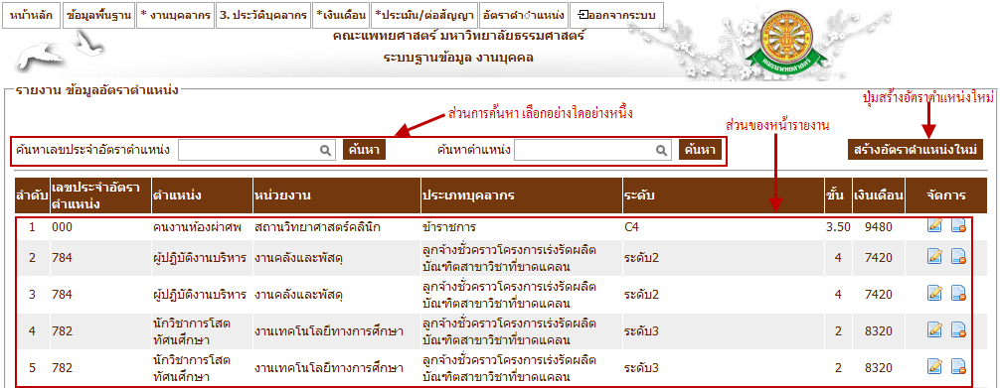 หน้าหลัก ข้อมูลพื้นฐาน * งานบุคลากร 3. ประวัติบุคลากร *เงินเดือน *ประเมิน/ต่อสัญญา อัตราตำแหน่ง ออกจากระบบ
คณะแพทยศาสตร์ มหาวิทยาลัยธรรมศาสตร์
ระบบฐานข้อมูล งานบุคคล
รายงาน ข้อมูลอัตราตำแหน่ง
ปุ่มสร้างอัตราตำแหน่งใหม่
ส่วนการค้นหา เลือกอย่างใดอย่างหนึ่ง
ส่วนของหน้ารายงาน
ค้นหาเลขประจำอัตราตำแหน่ง ค้นหา ค้นหาตำแหน่ง ค้นหา สร้างอัตราตำแหน่งใหม่
ลำดับ เลขประจำอัตราตำแหน่ง ตำแหน่ง หน่วยงาน ประเภทบุคลากร ระดับ ขั้น เงินเดือน จัดการ
1 000 คนงานห้องผ่าศพ สถานวิทยาศาสตร์คลินิก ข้าราชการ C4 3.50 9480
2 784 ผู้ปฏิบัติงานบริหาร งานคลังและพัสดุ ลูกจ้างชั่วคราวโครงการเร่งรัดผลิตบัณฑิตสาขาวิชาที่ขาดแคลน ระดับ2 4 7420
3 784 ผู้ปฏิบัติงานบริหาร งานคลังและพัสดุ ลูกจ้างชั่วคราวโครงการเร่งรัดผลิตบัณฑิตสาขาวิชาที่ขาดแคลน ระดับ2 4 7420
4 782 นักวิชาการโสตทัศนศึกษา งานเทคโนโลยีทางการศึกษา ลูกจ้างชั่วคราวโครงการเร่งรัดผลิตบัณฑิตสาขาวิชาที่ขาดแคลน ระดับ3 2 8320
5 782 นักวิชาการโสตทัศนศึกษา งานเทคโนโลยีทางการศึกษา ลูกจ้างชั่วคราวโครงการเร่งรัดผลิตบัณฑิตสาขาวิชาที่ขาดแคลน ระดับ3 2 8320